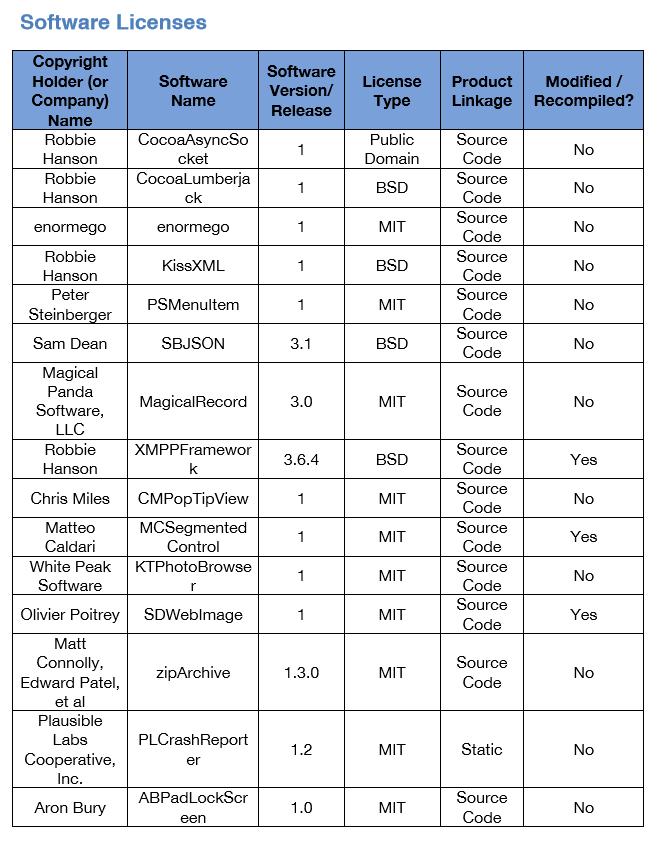 Software Licenses
Copyright Holder (or Company) Name | Software Name | Software Version/ Release | License Type | Product Linkage | Modified / Recompiled?
Robbie Hanson | CocoaAsyncSocket | 1 | Public Domain | Source Code | No
Robbie Hanson | CocoaLumberjack | 1 | BSD | Source Code | No
enormego | enormego | 1 | MIT | Source Code | No
Robbie Hanson | KissXML | 1 | BSD | Source Code | No
Peter Steinberger | PSMenuItem | 1 | MIT | Source Code | No
Sam Dean | SBJSON | 3.1 | BSD | Source Code | No
Magical Panda Software, LLC | MagicalRecord | 3.0 | MIT | Source Code | No
Robbie Hanson | XMPPFramework | 3.6.4 | BSD | Source Code | Yes
Chris Miles | CMPopTipView | 1 | MIT | Source Code | No
Matteo Caldari | MCSegmented Control | 1 | MIT | Source Code | Yes
White Peak Software | KTPhotoBrowser | 1 | MIT | Source Code | No
Olivier Poitrey | SDWebImage | 1 | MIT | Source Code | Yes
Matt Connolly, Edward Patel, et al | zipArchive | 1.3.0 | MIT | Source Code | No
Plausible Labs Cooperative, Inc. | PLCrashReporter | 1.2 | MIT | Static | No
Aron Bury | ABPadLockScreen | 1.0 | MIT | Source Code | No